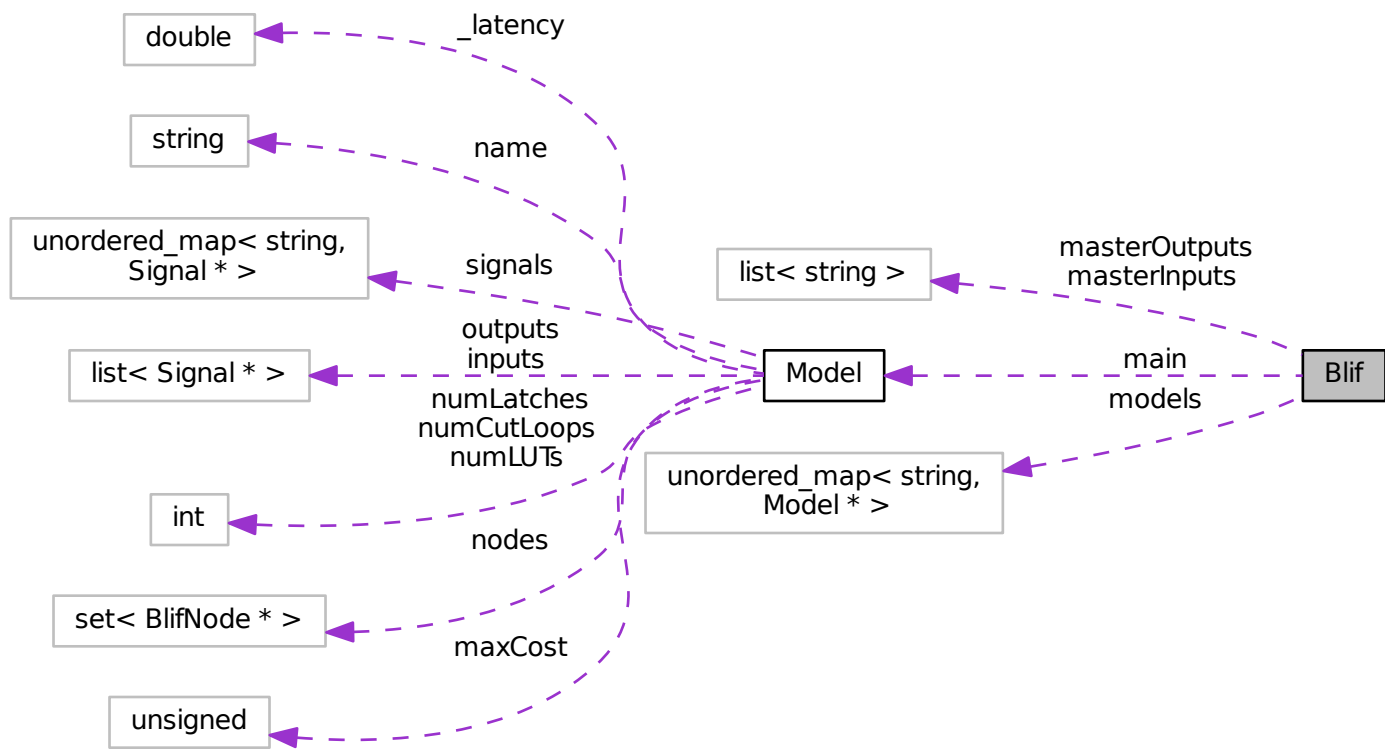 double
_latency
string
name
unordered_map< string,
Signal * >
signals
list< string >
masterOutputs
masterInputs
list< Signal * >
outputs
inputs
Model
main
Blif
models
numLatches
numCutLoops
numLUTs
unordered_map< string,
Model * >
int
nodes
set< BlifNode * >
maxCost
unsigned